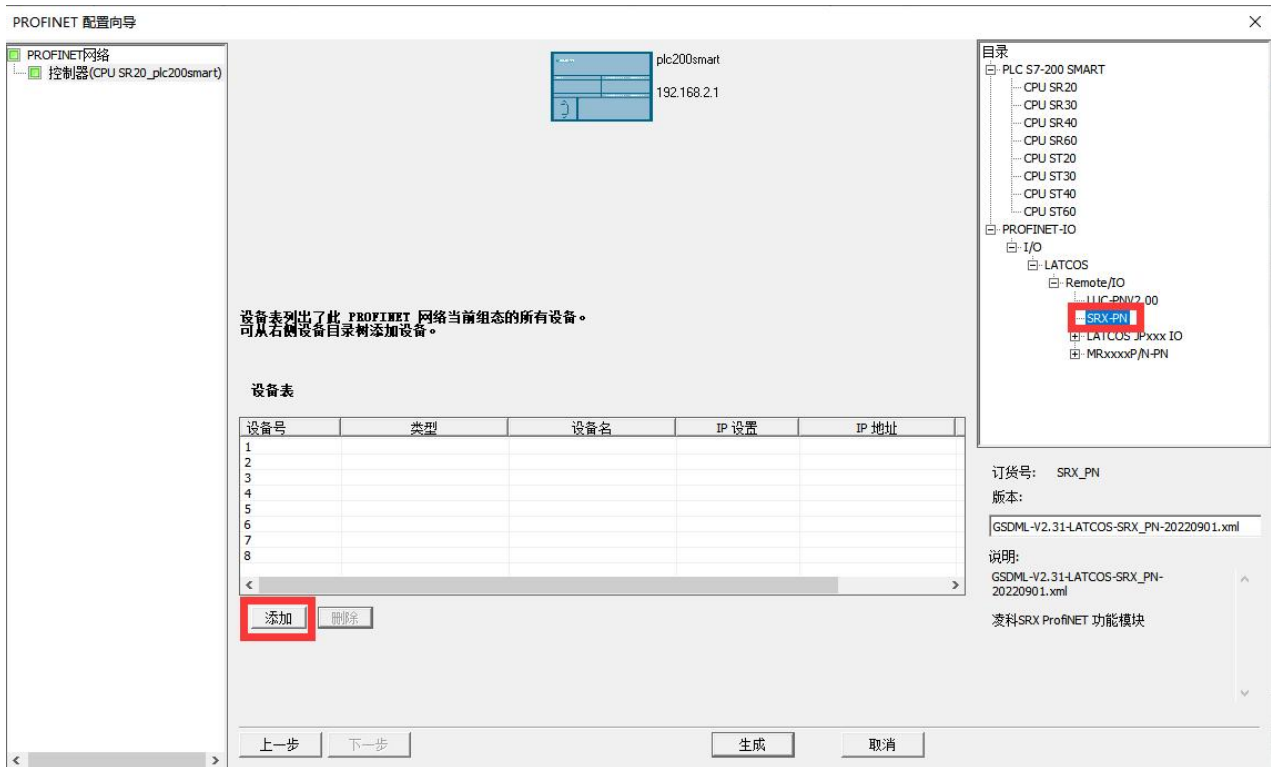 PROFINET 配置向导
PROFINET网络
控制器(CPU SR20_plc200smart)
plc200smart
192.168.2.1
设备表列出了此 PROFINET 网络当前组态的所有设备。
可从右侧设备目录树添加设备。
设备表
设备号 类型 设备名 IP 设置 IP 地址
1
2
3
4
5
6
7
8
添加 删除
上一步 下一步 生成 取消
目录
PLC S7-200 SMART
CPU SR20
CPU SR30
CPU SR40
CPU SR60
CPU ST20
CPU ST30
CPU ST40
CPU ST60
PROFINET-IO
I/O
LATCOS
Remote/IO
LUC-PNV2.00
SRX-PN
LATCOS JPxxx IO
MRxxxxP/N-PN
订货号: SRX_PN
版本:
GSDML-V2.31-LATCOS-SRX_PN-20220901.xml
说明:
GSDML-V2.31-LATCOS-SRX_PN-
20220901.xml
凌科SRX ProfiNET 功能模块